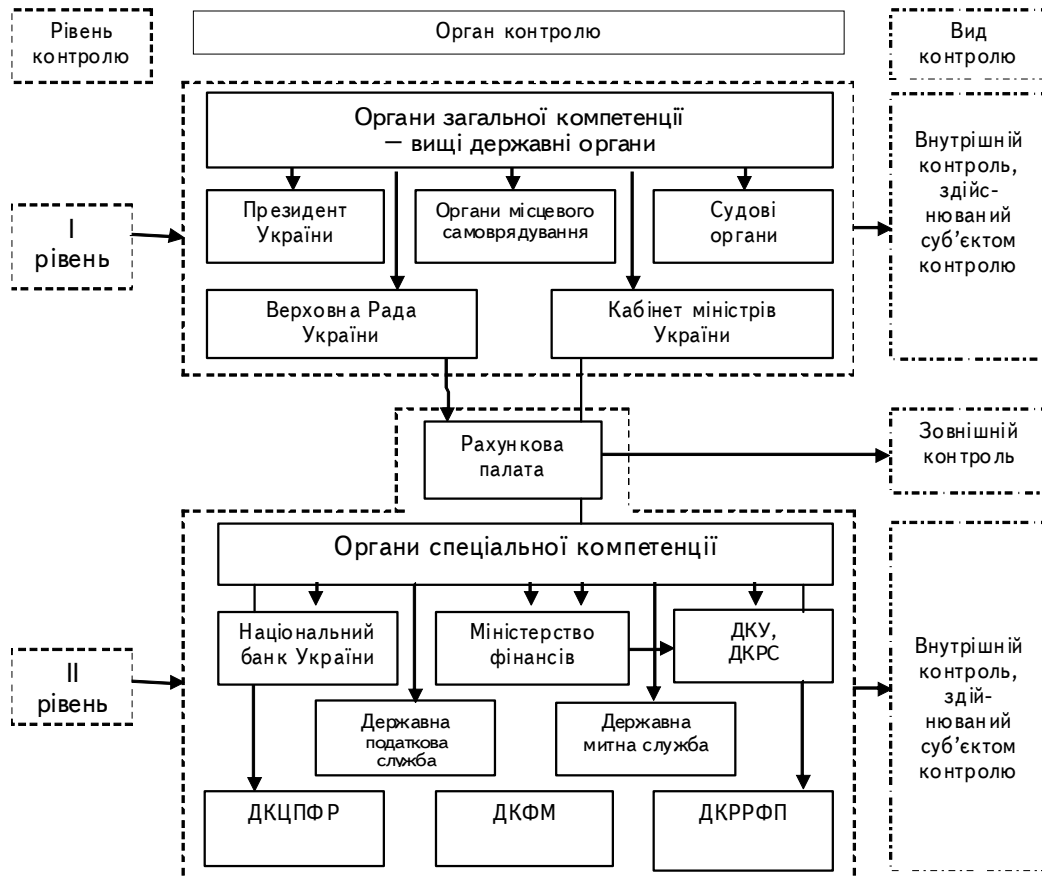 Рівень
контролю
Орган контролю
Вид
контролю
Органи загальної компетенції
— вищі державні органи
Президент
України
Органи місцевого
самоврядування
Судові
органи
Верховна Рада
України
Кабінет міністрів
України
I
рівень
Внутрішній
контроль,
здійс-
нюваний
суб’єктом
контролю
Рахункова
палата
Зовнішній
контроль
Органи спеціальної компетенції
Національний
банк України
Міністерство
фінансів
ДКУ,
ДКРС
II
рівень
Державна
податкова
служба
Державна
митна служба
ДКЦПФР
ДКФМ
ДКРРФП
Внутрішній
контроль,
здій-
нюваний
суб’єктом
контролю